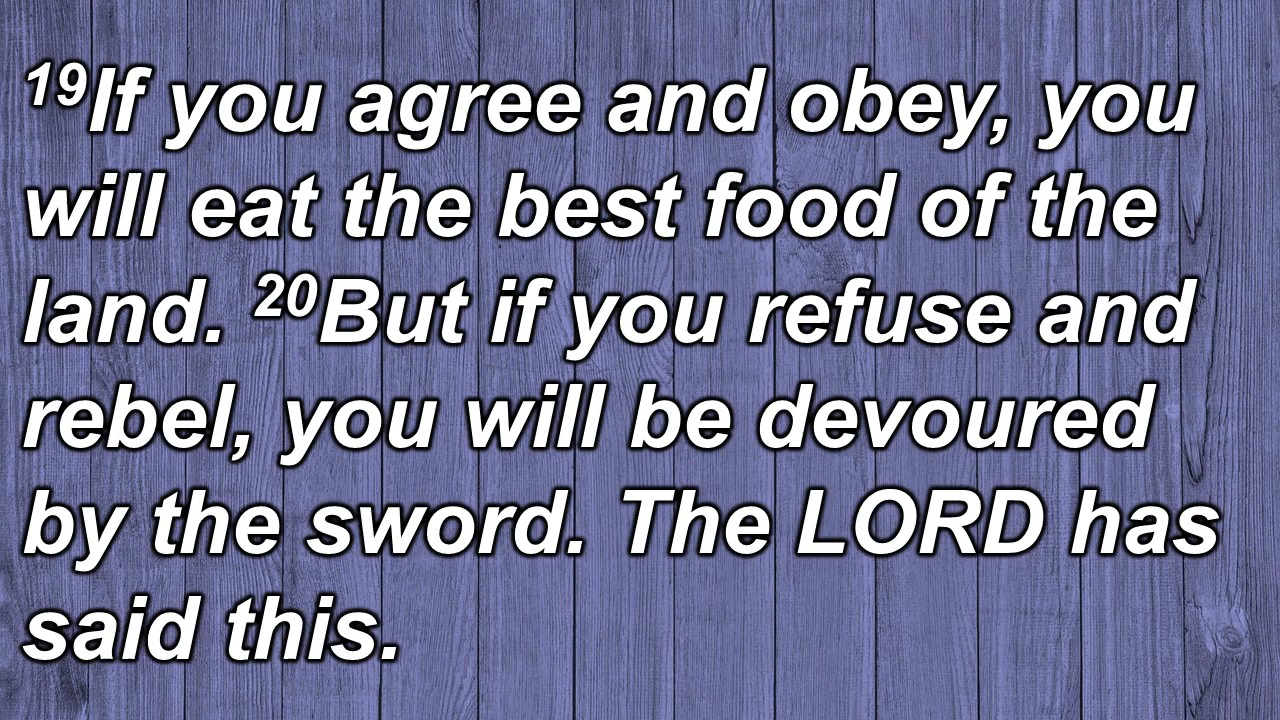 19If you agree and obey, you
will eat the best food of the
land. 20But if you refuse and
rebel, you will be devoured
by the sword. The LORD has
said this.